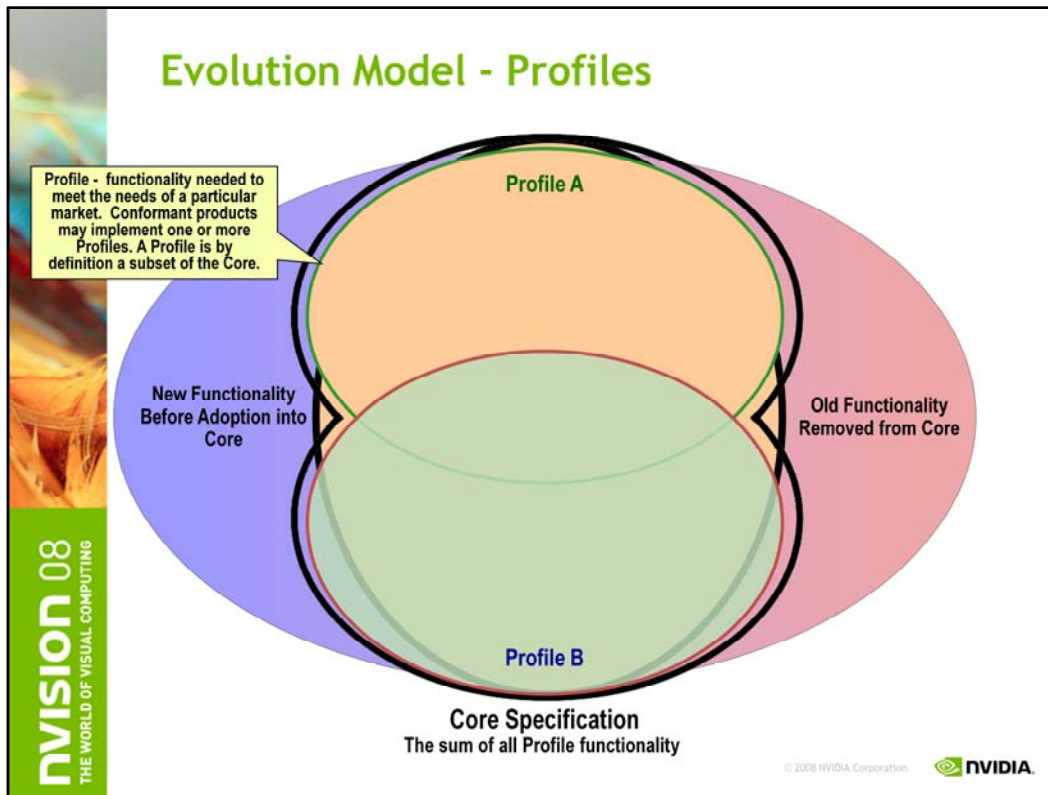 Evolution Model - Profiles
Profile - functionality needed to
meet the needs of a particular
market. Conformant products
may implement one or more
Profiles. A Profile is by
definition a subset of the Core.
Profile A
New Functionality
Before Adoption into
Core
Old Functionality
Removed from Core
Profile B
Core Specification
The sum of all Profile functionality
nVISION 08
THE WORLD OF VISUAL COMPUTING
© 2008 NVIDIA Corporation.
NVIDIA.